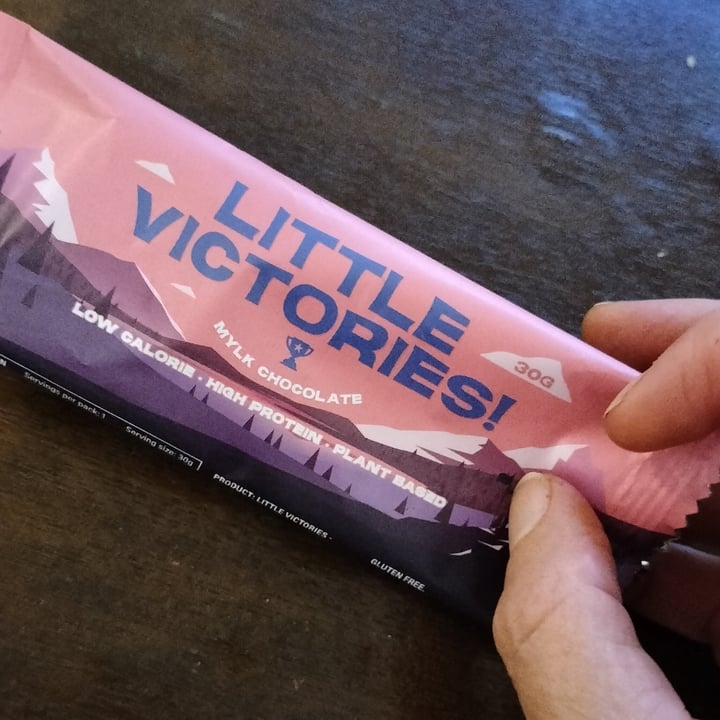 LITTLE
VICTORIES!
30G
MYLK CHOCOLATE
LOW CALORIE · HIGH PROTEIN · PLANT BASED
Servings per pack: 1
Serving size: 30g
PRODUCT: LITTLE VICTORIES -
GLUTEN FREE.